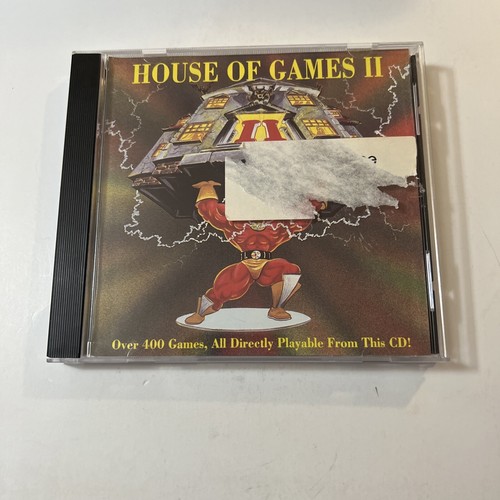 HOUSE OF GAMES II
II
Over 400 Games, All Directly Playable From This CD!